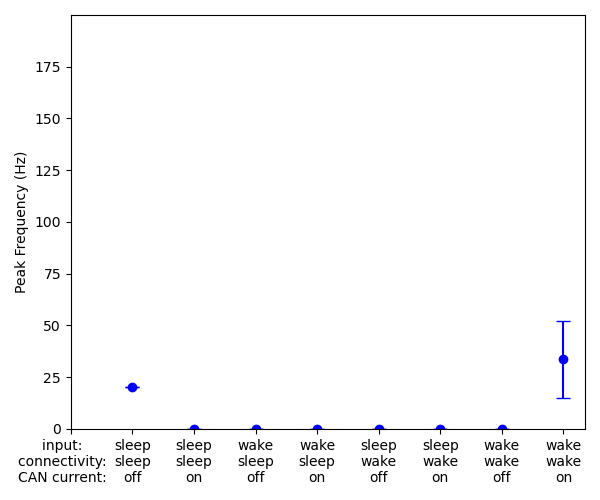 175
150
125
100
75
50
25
0
Peak Frequency (Hz)
input: sleep sleep wake wake sleep sleep wake wake
connectivity: sleep sleep sleep sleep wake wake wake wake
CAN current: off on off on off on off on